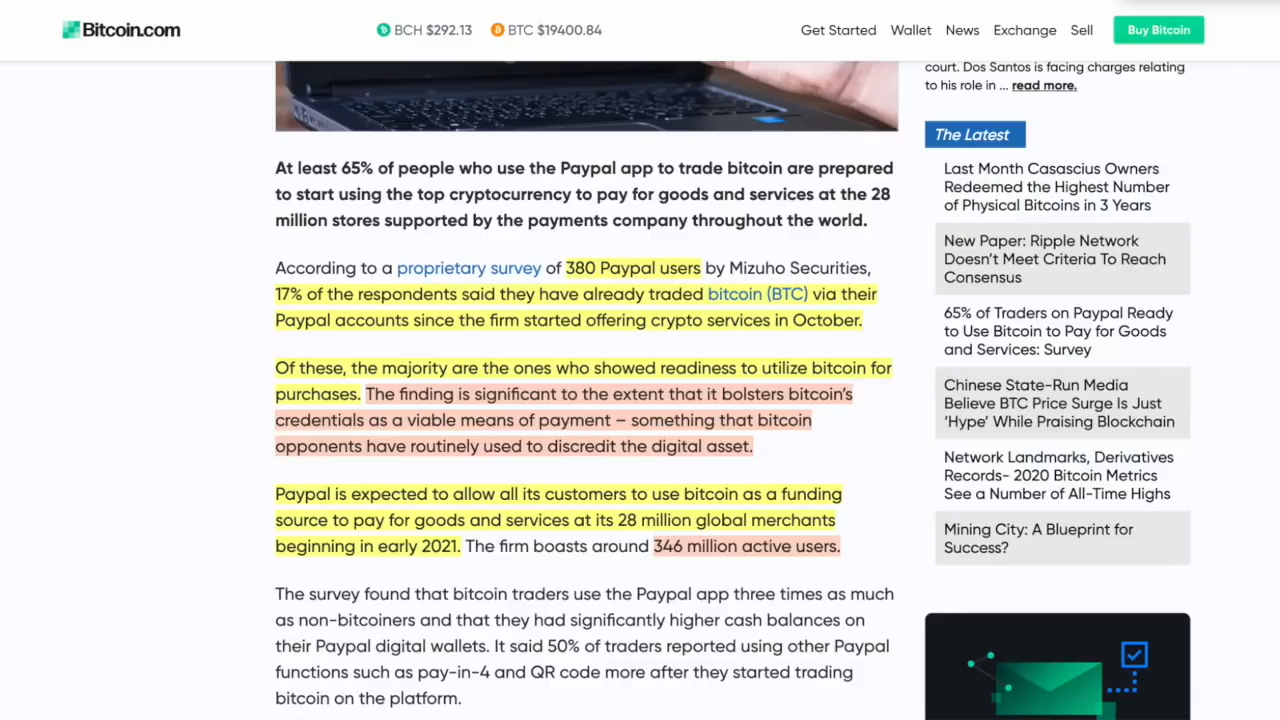 Bitcoin.com
BCH $292.13
BTC $19400.84
Get Started
Wallet
News
Exchange
Sell
Buy Bitcoin
At least 65% of people who use the Paypal app to trade bitcoin are prepared
to start using the top cryptocurrency to pay for goods and services at the 28
million stores supported by the payments company throughout the world.
According to a proprietary survey of 380 Paypal users by Mizuho Securities,
17% of the respondents said they have already traded bitcoin (BTC) via their
Paypal accounts since the firm started offering crypto services in October.
Of these, the majority are the ones who showed readiness to utilize bitcoin for
purchases. The finding is significant to the extent that it bolsters bitcoin's
credentials as a viable means of payment – something that bitcoin
opponents have routinely used to discredit the digital asset.
Paypal is expected to allow all its customers to use bitcoin as a funding
source to pay for goods and services at its 28 million global merchants
beginning in early 2021. The firm boasts around 346 million active users.
The survey found that bitcoin traders use the Paypal app three times as much
as non-bitcoiners and that they had significantly higher cash balances on
their Paypal digital wallets. It said 50% of traders reported using other Paypal
functions such as pay-in-4 and QR code more after they started trading
bitcoin on the platform.
court. Dos Santos is facing charges relating
to his role in ... read more.
The Latest
Last Month Casascius Owners
Redeemed the Highest Number
of Physical Bitcoins in 3 Years
New Paper: Ripple Network
Doesn't Meet Criteria To Reach
Consensus
65% of Traders on Paypal Ready
to Use Bitcoin to Pay for Goods
and Services: Survey
Chinese State-Run Media
Believe BTC Price Surge Is Just
'Hype' While Praising Blockchain
Network Landmarks, Derivatives
Records- 2020 Bitcoin Metrics
See a Number of All-Time Highs
Mining City: A Blueprint for
Success?